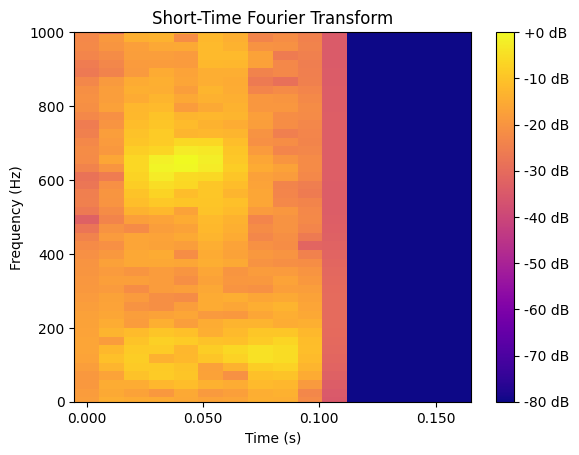 Short-Time Fourier Transform
Frequency (Hz)
1000
800
600
400
200
0
0.000
0.050
0.100
0.150
Time (s)
+0 dB
-10 dB
-20 dB
-30 dB
-40 dB
-50 dB
-60 dB
-70 dB
-80 dB